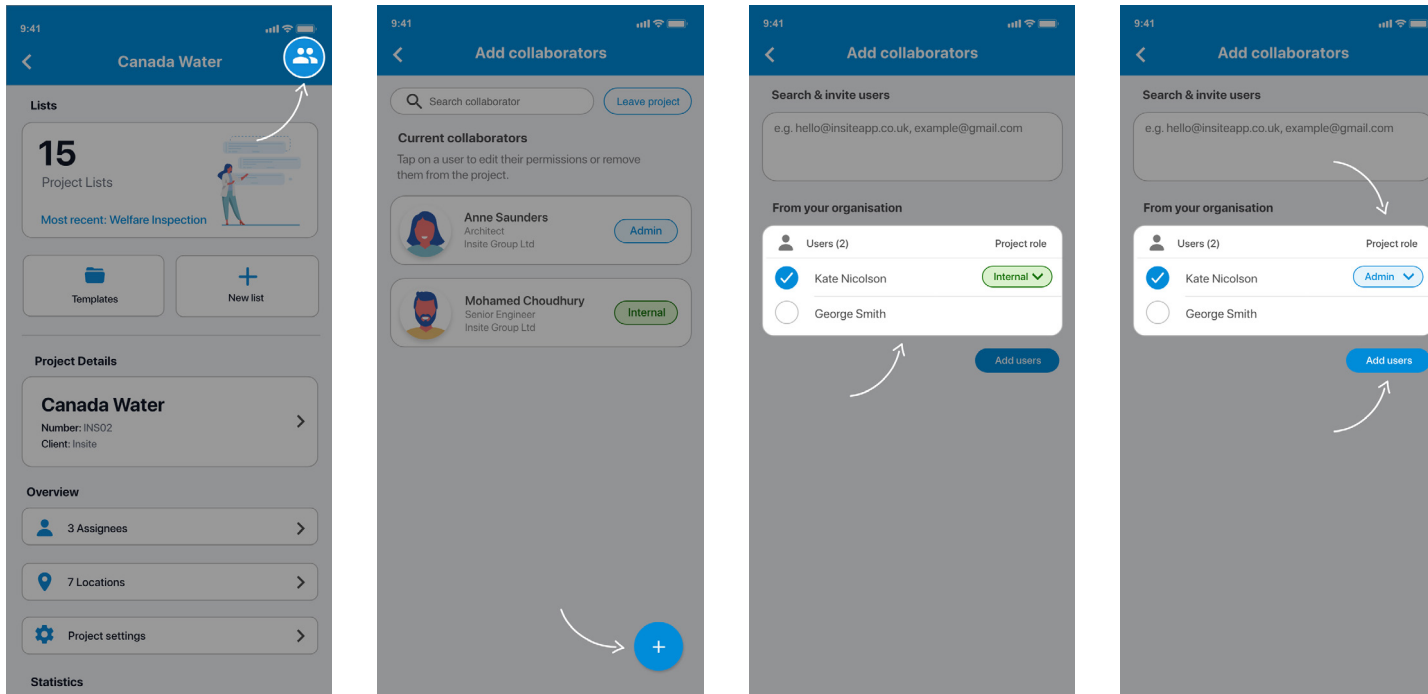 9:41
Canada Water
Lists
15
Project Lists
Most recent: Welfare Inspection
Templates
New list
Project Details
Canada Water
Number: INS02
Client: Insite
Overview
3 Assignees
7 Locations
Project settings
Statistics
9:41
Add collaborators
Search collaborator
Leave project
Current collaborators
Tap on a user to edit their permissions or remove
them from the project.
Anne Saunders
Architect
Insite Group Ltd
Admin
Mohamed Choudhury
Senior Engineer
Insite Group Ltd
Internal
9:41
Add collaborators
Search & invite users
e.g. hello@insiteapp.co.uk, example@gmail.com
From your organisation
Users (2) Project role
Kate Nicolson Internal
George Smith
Add users
9:41
Add collaborators
Search & invite users
e.g. hello@insiteapp.co.uk, example@gmail.com
From your organisation
Users (2) Project role
Kate Nicolson Admin
George Smith
Add users